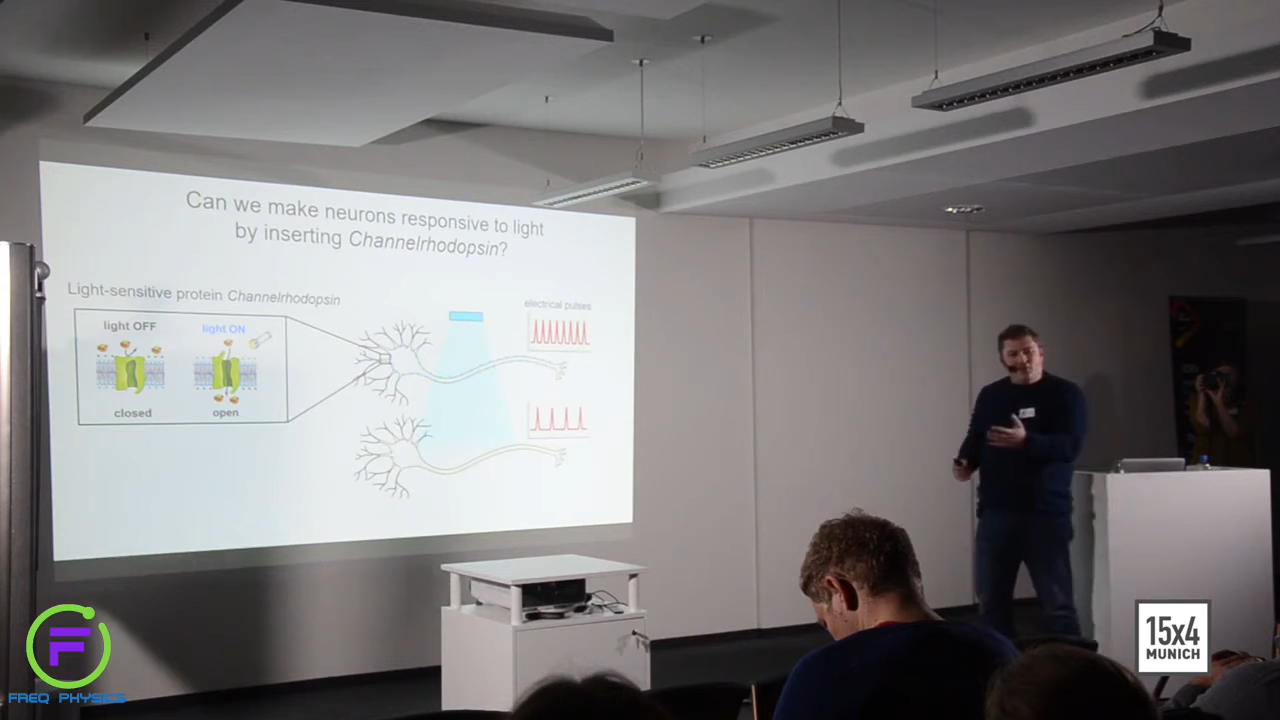 Can we make neurons responsive to light
by inserting Channelrhodopsin?
Light-sensitive protein Channelrhodopsin
light OFF
light ON
closed
open
electrical pulses
FREQ PHYSICS
15x4
MUNICH